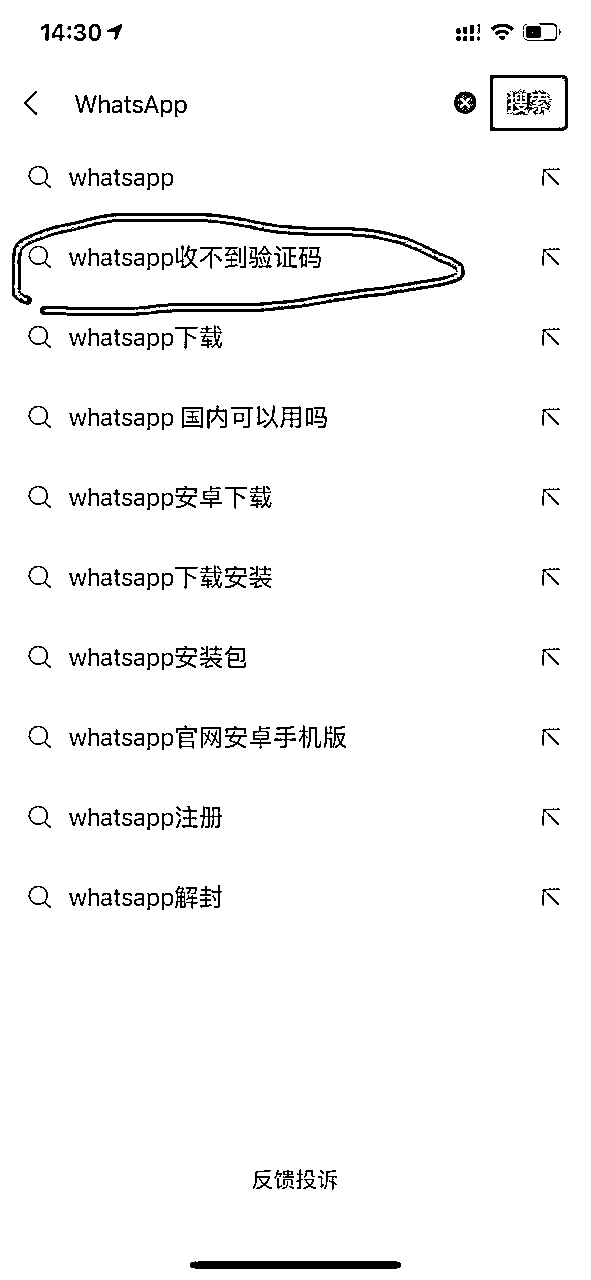 14:30
WhatsApp 搜索
whatsapp
whatsapp收不到验证码
whatsapp下载
whatsapp 国内可以用吗
whatsapp安卓下载
whatsapp下载安装
whatsapp安装包
whatsapp官网安卓手机版
whatsapp注册
whatsapp解封
反馈投诉